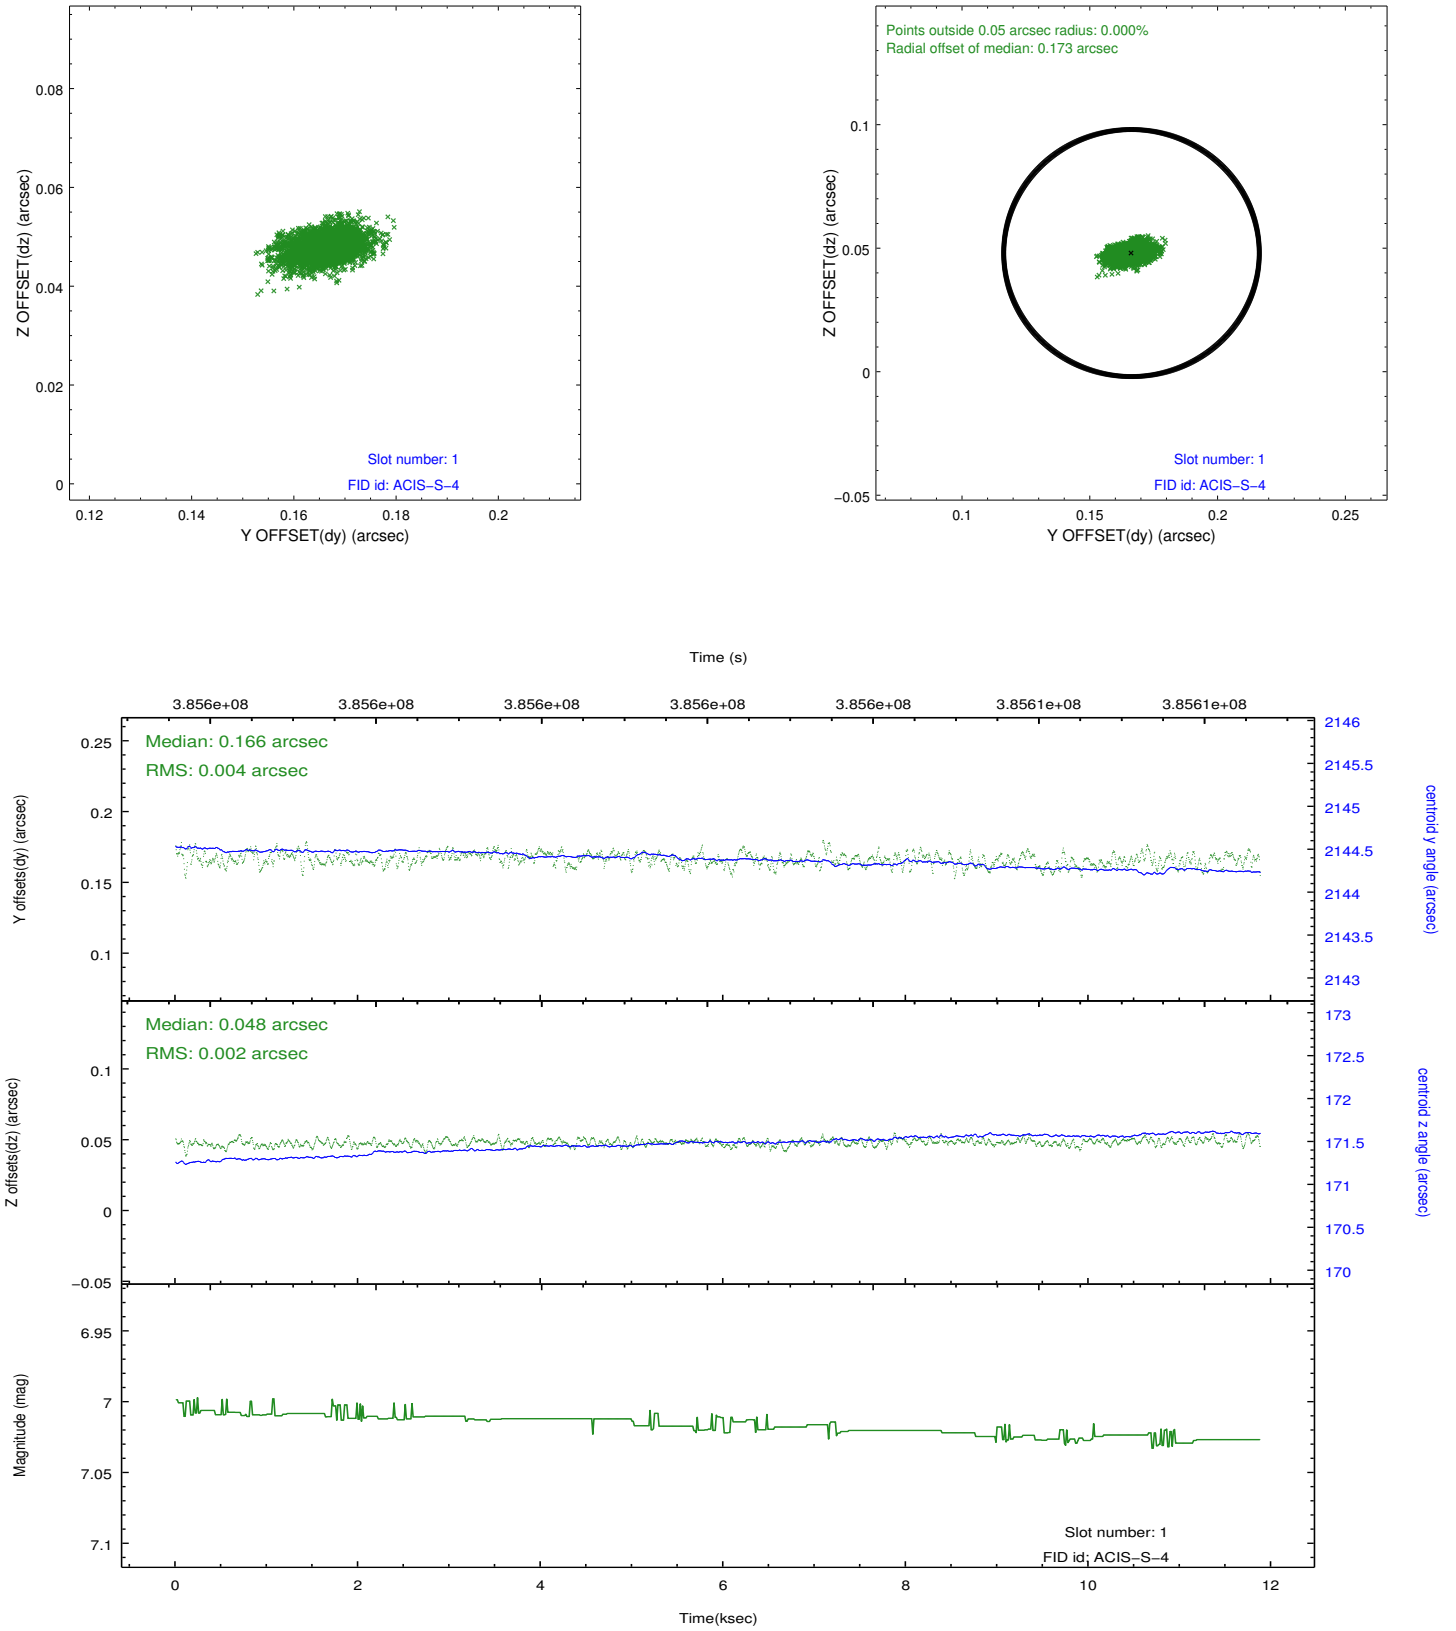 0.08
0.06
0.04
0.02
0
Z OFFSET(dz) (arcsec)
Slot number: 1
FID id: ACIS−S−4
0.12 0.14 0.16 0.18 0.2
Y OFFSET(dy) (arcsec)
Points outside 0.05 arcsec radius: 0.000%
Radial offset of median: 0.173 arcsec
0.1
0.05
0
−0.05
Z OFFSET(dz) (arcsec)
Slot number: 1
FID id: ACIS−S−4
0.1 0.15 0.2 0.25
Y OFFSET(dy) (arcsec)
Time (s)
3.856e+08 3.856e+08 3.856e+08 3.856e+08 3.856e+08 3.8561e+08 3.8561e+08
Median: 0.166 arcsec
RMS: 0.004 arcsec
0.25
0.2
0.15
0.1
Y offsets(dy) (arcsec)
2146
2145.5
2145
2144.5
2144
2143.5
2143
centroid y angle (arcsec)
Median: 0.048 arcsec
RMS: 0.002 arcsec
0.1
0.05
0
−0.05
Z offsets(dz) (arcsec)
173
172.5
172
171.5
171
170.5
170
centroid z angle (arcsec)
6.95
7
7.05
7.1
Magnitude (mag)
Slot number: 1
FID id: ACIS−S−4
0 2 4 6 8 10 12
Time(ksec)